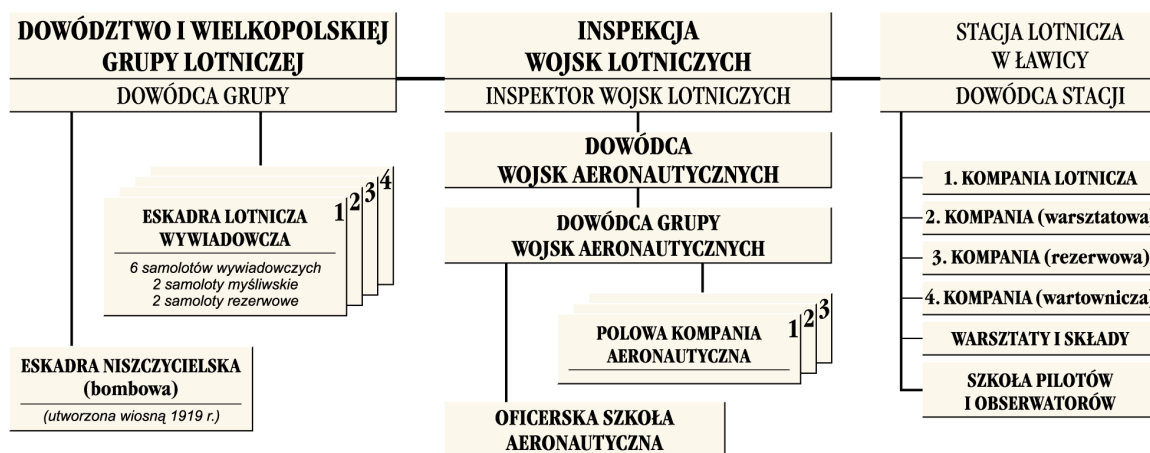 DOWÓDZTWO I WIELKOPOLSKIEJ
GRUPY LOTNICZEJ
DOWÓDCA GRUPY
ESKADRA LOTNICZA
WYWIADOWCZA
6 samolotów wywiadowczych
2 samoloty myśliwskie
2 samoloty rezerwowe
1
2
3
4
ESKADRA NISZCZYCIELSKA
(bombowa)
(utworzona wiosną 1919 r.)
INSPEKCJA
WOJSK LOTNICZYCH
INSPEKTOR WOJSK LOTNICZYCH
DOWÓDCA
WOJSK AERONAUTYCZNYCH
DOWÓDCA GRUPY
WOJSK AERONAUTYCZNYCH
POLOWA KOMPANIA
AERONAUTYCZNA
1
2
3
OFICERSKA SZKOŁA
AERONAUTYCZNA
STACJA LOTNICZA
W ŁAWICY
DOWÓDCA STACJI
1. KOMPANIA LOTNICZA
2. KOMPANIA (warsztatowa)
3. KOMPANIA (rezerwowa)
4. KOMPANIA (wartownicza)
WARSZTATY I SKŁADY
SZKOŁA PILOTÓW
I OBSERWATORÓW